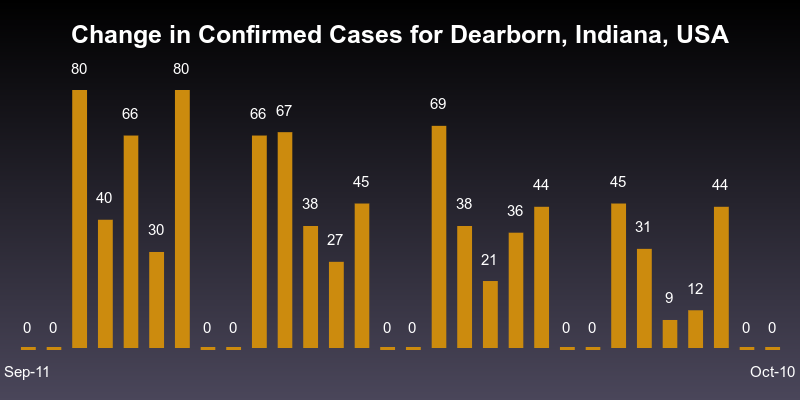 Change in Confirmed Cases for Dearborn, Indiana, USA
0 0 80 40 66 30 80 0 0 66 67 38 27 45 0 0 69 38 21 36 44 0 0 45 31 9 12 44 0 0
Sep-11 Oct-10